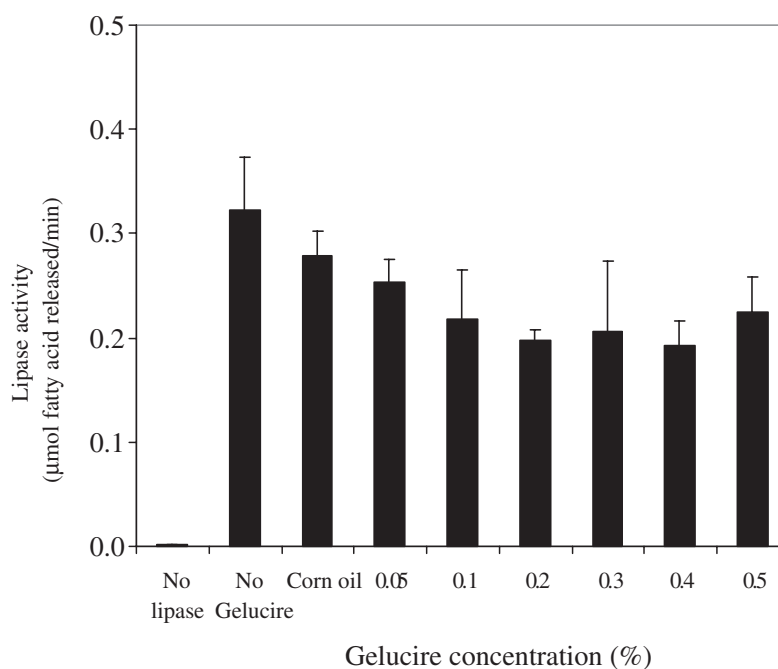 0.5
0.4
0.3
0.2
0.1
0.0
Lipase activity
(µmol fatty acid released/min)
No lipase
No Gelucire
Corn oil
0.05
0.1
0.2
0.3
0.4
0.5
Gelucire concentration (%)